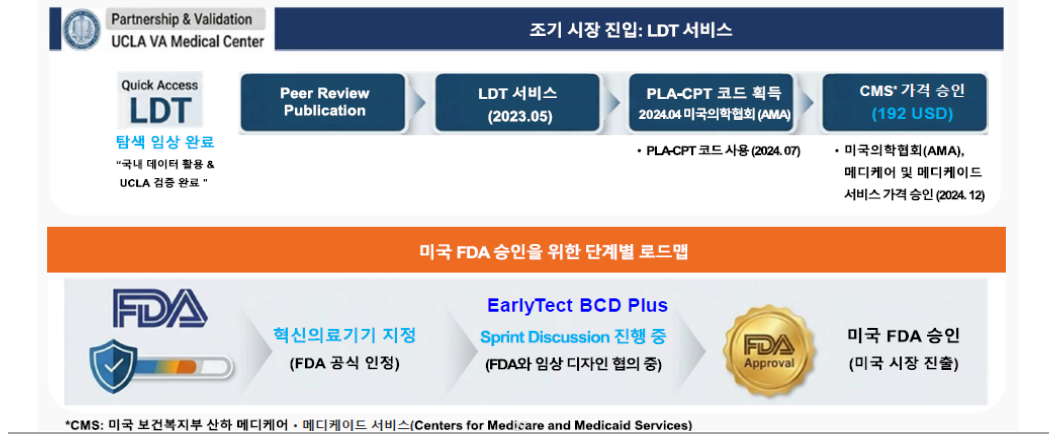 Partnership & Validation
UCLA VA Medical Center
조기 시장 진입: LDT 서비스
Quick Access
LDT
탐색 임상 완료
“국내 데이터 활용 &
UCLA 검증 완료 ”
Peer Review
Publication
LDT 서비스
(2023.05)
PLA-CPT 코드 획득
2024.04 미국의학협회 (AMA)
• PLA-CPT 코드 사용 (2024. 07)
CMS* 가격 승인
(192 USD)
• 미국의학협회(AMA),
메디케어 및 메디케이드
서비스 가격 승인 (2024. 12)
미국 FDA 승인을 위한 단계별 로드맵
FDA
혁신의료기기 지정
(FDA 공식 인정)
EarlyTect BCD Plus
Sprint Discussion 진행 중
(FDA와 임상 디자인 협의 중)
FDA
Approval
미국 FDA 승인
(미국 시장 진출)
*CMS: 미국 보건복지부 산하 메디케어・메디케이드 서비스(Centers for Medicare and Medicaid Services)